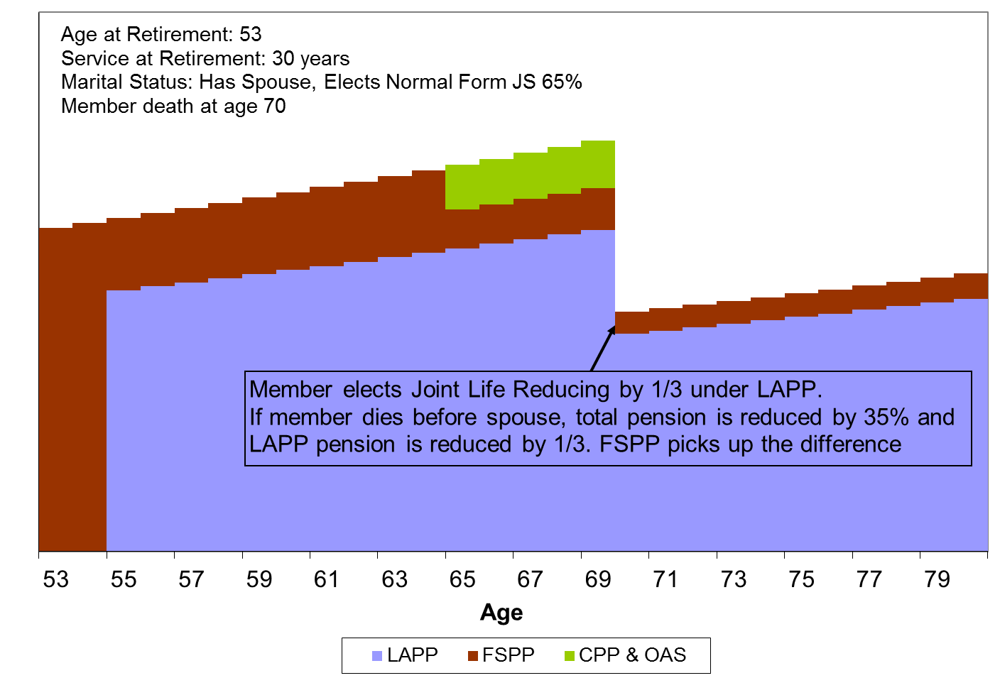 Age at Retirement: 53
Service at Retirement: 30 years
Marital Status: Has Spouse, Elects Normal Form JS 65%
Member death at age 70
Member elects Joint Life Reducing by 1/3 under LAPP.
If member dies before spouse, total pension is reduced by 35% and
LAPP pension is reduced by 1/3. FSPP picks up the difference
53 55 57 59 61 63 65 67 69 71 73 75 77 79
Age
LAPP FSPP CPP & OAS